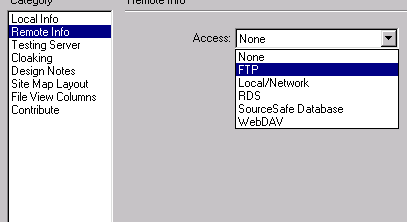 Category
Remote Info
Local Info
Remote Info
Testing Server
Cloaking
Design Notes
Site Map Layout
File View Columns
Contribute
Access:
None
None
FTP
Local/Network
RDS
SourceSafe Database
WebDAV